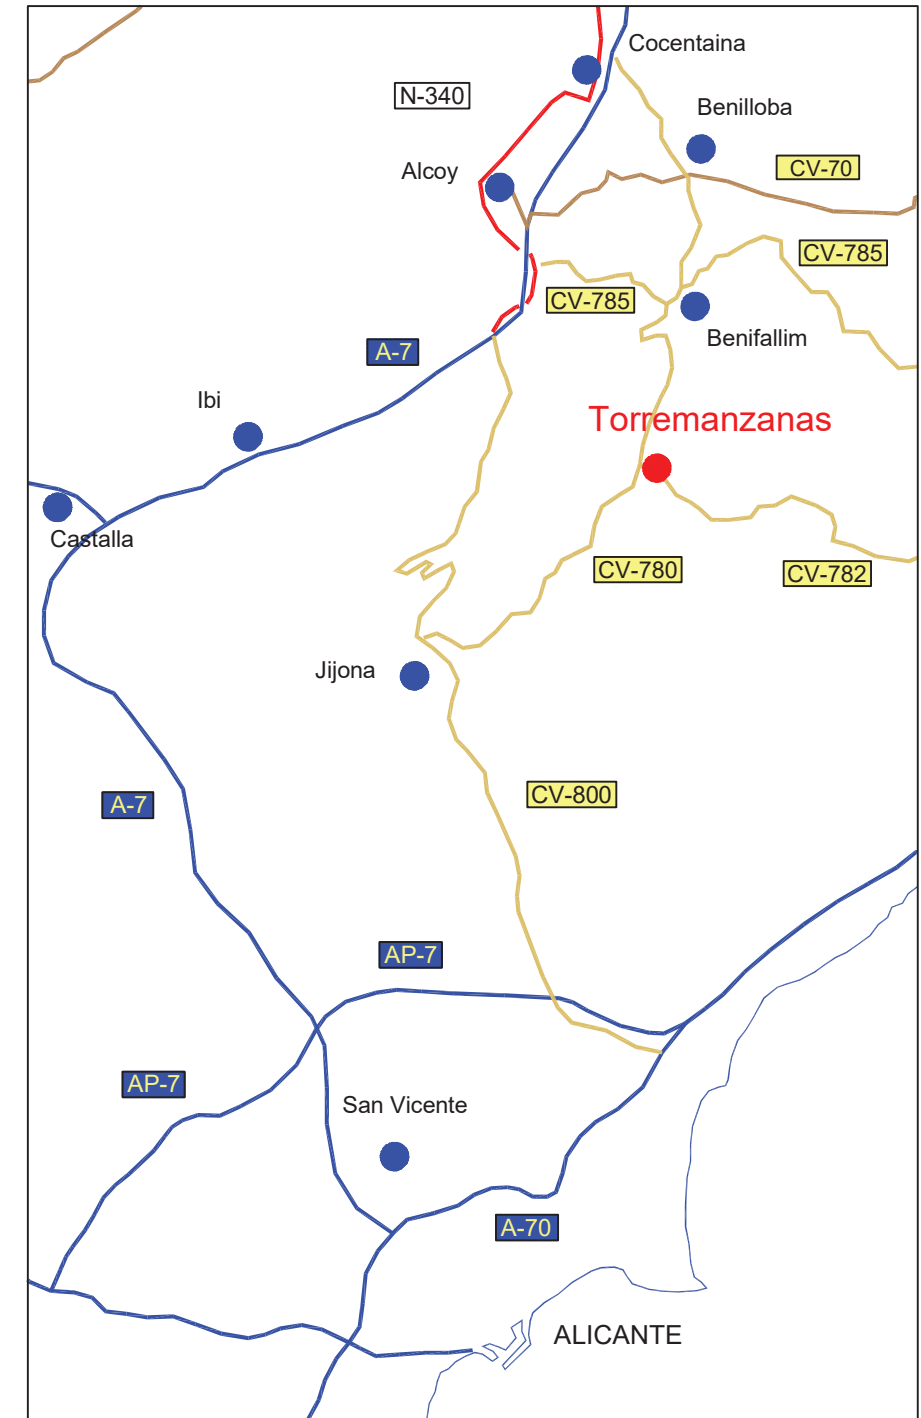 Cocentaina
N-340
Benilloba
Alcoy
CV-70
CV-785
CV-785
Benifallim
A-7
Ibi
Torremanzanas
Castalla
CV-780
CV-782
Jijona
A-7
CV-800
AP-7
AP-7
San Vicente
A-70
ALICANTE